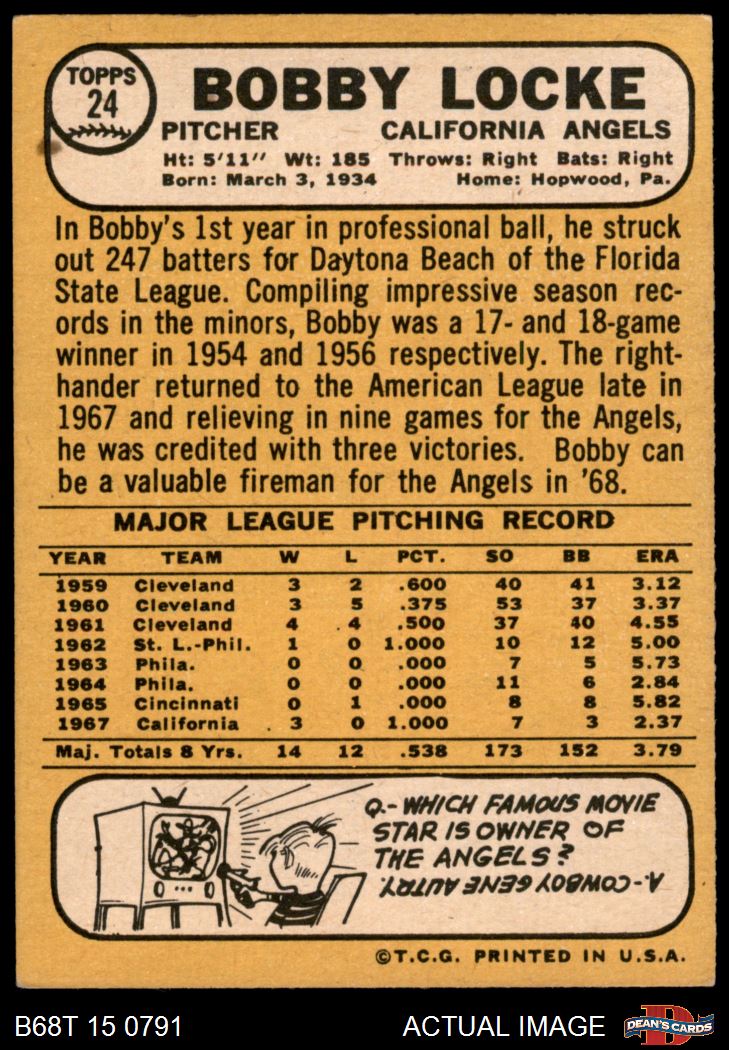 TOPPS
24
BOBBY LOCKE
PITCHER CALIFORNIA ANGELS
Ht: 5'11" Wt: 185 Throws: Right Bats: Right
Born: March 3, 1934 Home: Hopwood, Pa.
In Bobby's 1st year in professional ball, he struck
out 247 batters for Daytona Beach of the Florida
State League. Compiling impressive season rec-
ords in the minors, Bobby was a 17- and 18-game
winner in 1954 and 1956 respectively. The right-
hander returned to the American League late in
1967 and relieving in nine games for the Angels,
he was credited with three victories. Bobby can
be a valuable fireman for the Angels in '68.
MAJOR LEAGUE PITCHING RECORD
YEAR TEAM W L PCT. SO BB ERA
1959 Cleveland 3 2 .600 40 41 3.12
1960 Cleveland 3 5 .375 53 37 3.37
1961 Cleveland 4 4 .500 37 40 4.55
1962 St. L.-Phil. 1 0 1.000 10 12 5.00
1963 Phila. 0 0 .000 7 5 5.73
1964 Phila. 0 0 .000 11 6 2.84
1965 Cincinnati 0 1 .000 8 8 5.82
1967 California 3 0 1.000 7 3 2.37
Maj. Totals 8 Yrs. 14 12 .538 173 152 3.79
Q.- WHICH FAMOUS MOVIE
STAR IS OWNER OF
THE ANGELS?
A.- COWBOY GENE AUTRY.
©T.C.G. PRINTED IN U.S.A.
B68T 15 0791 ACTUAL IMAGE
D
DEAN'S CARDS